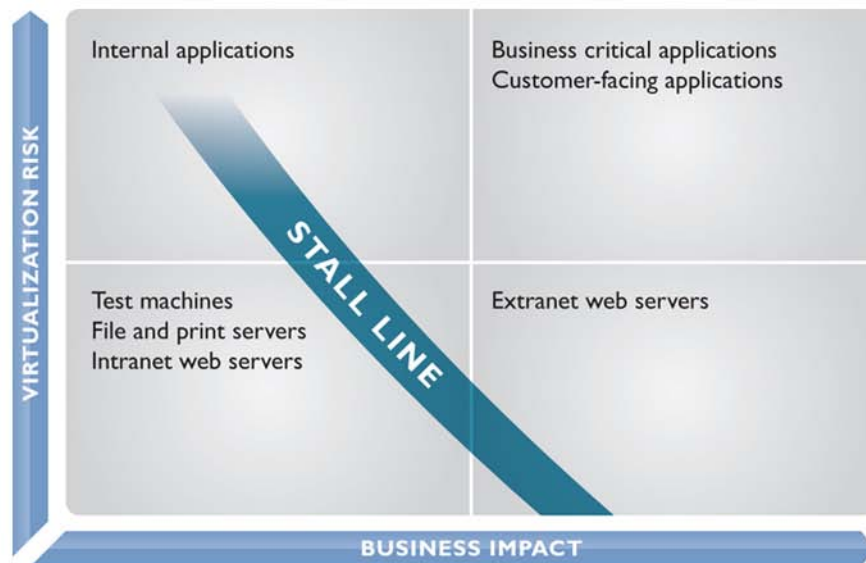 Internal applications
Business critical applications
Customer-facing applications
VIRTUALIZATION RISK
STALL LINE
Test machines
File and print servers
Intranet web servers
Extranet web servers
BUSINESS IMPACT